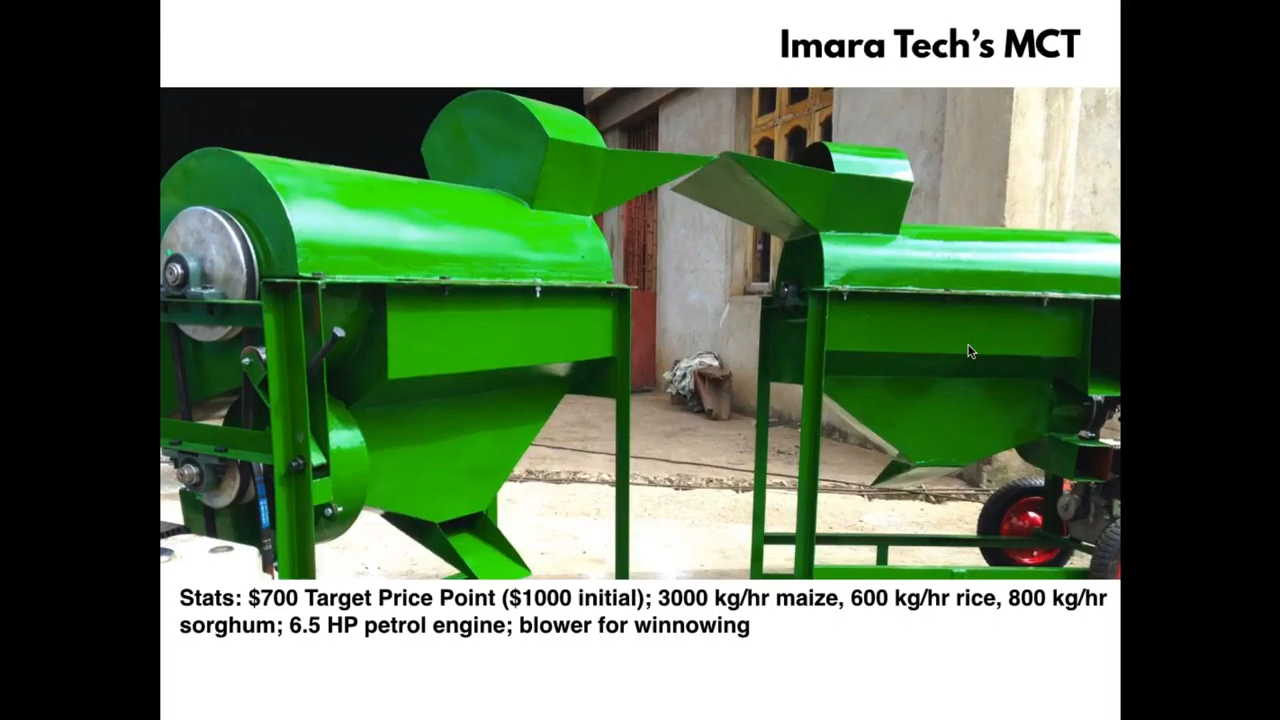 Imara Tech’s MCT
Stats: $700 Target Price Point ($1000 initial); 3000 kg/hr maize, 600 kg/hr rice, 800 kg/hr
sorghum; 6.5 HP petrol engine; blower for winnowing